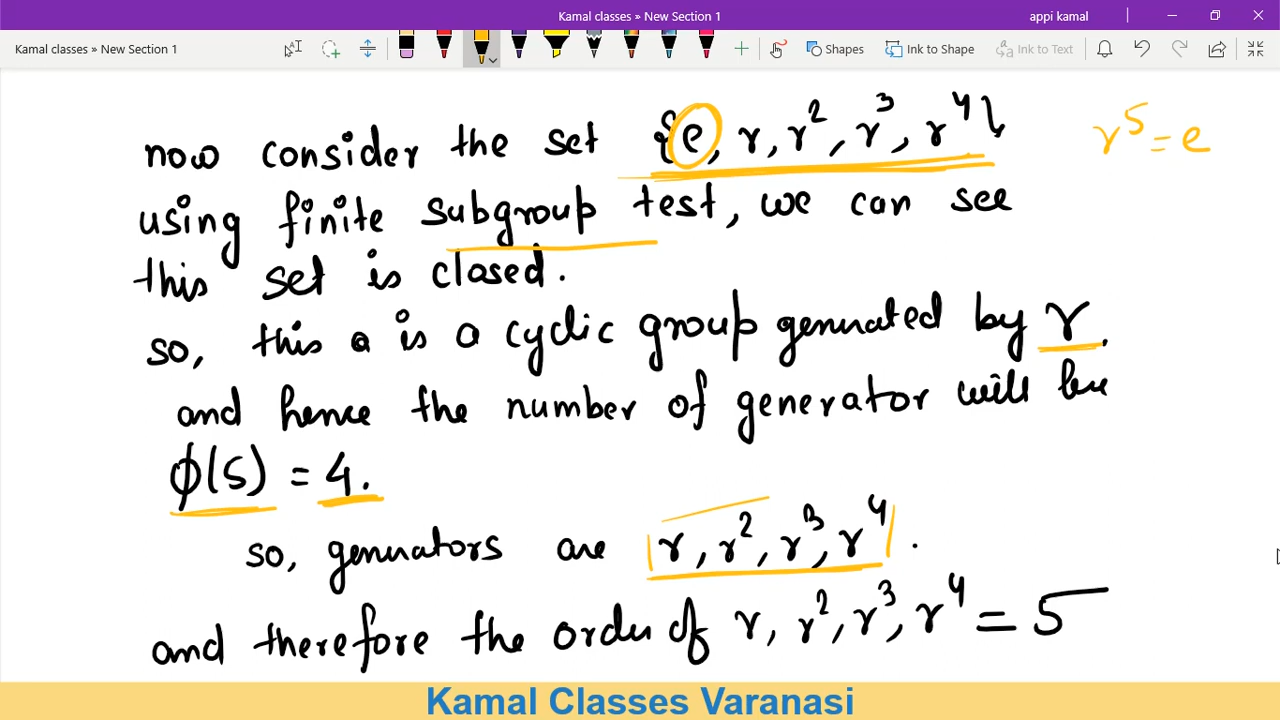 Kamal classes » New Section 1
appi kamal
Kamal classes » New Section 1
Shapes
Ink to Shape
Ink to Text
now consider the set {e, r, r², r³, r⁴}
r⁵ = e
using finite subgroup test, we can see
this set is closed.
so, this a is a cyclic group generated by r.
and hence the number of generator will be
φ(5) = 4.
so, generators are r, r², r³, r⁴.
and therefore the order of r, r², r³, r⁴ = 5
Kamal Classes Varanasi